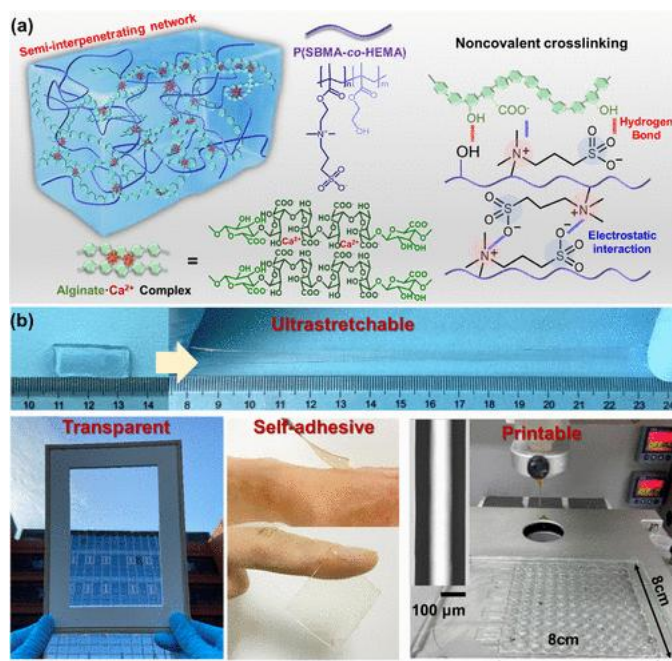 (a)
Semi-interpenetrating network
P(SBMA-co-HEMA)
Noncovalent crosslinking
Hydrogen
Bond
Electrostatic
interaction
Alginate-Ca²⁺ Complex
=
Ca²⁺ Ca²⁺
(b)
Ultrastretchable
10 11 12 13 14
8 9 10 11 12 13 14 15 16 17 18 19 20 21 22 23 24
Transparent
Self-adhesive
Printable
100 µm
8cm
8cm